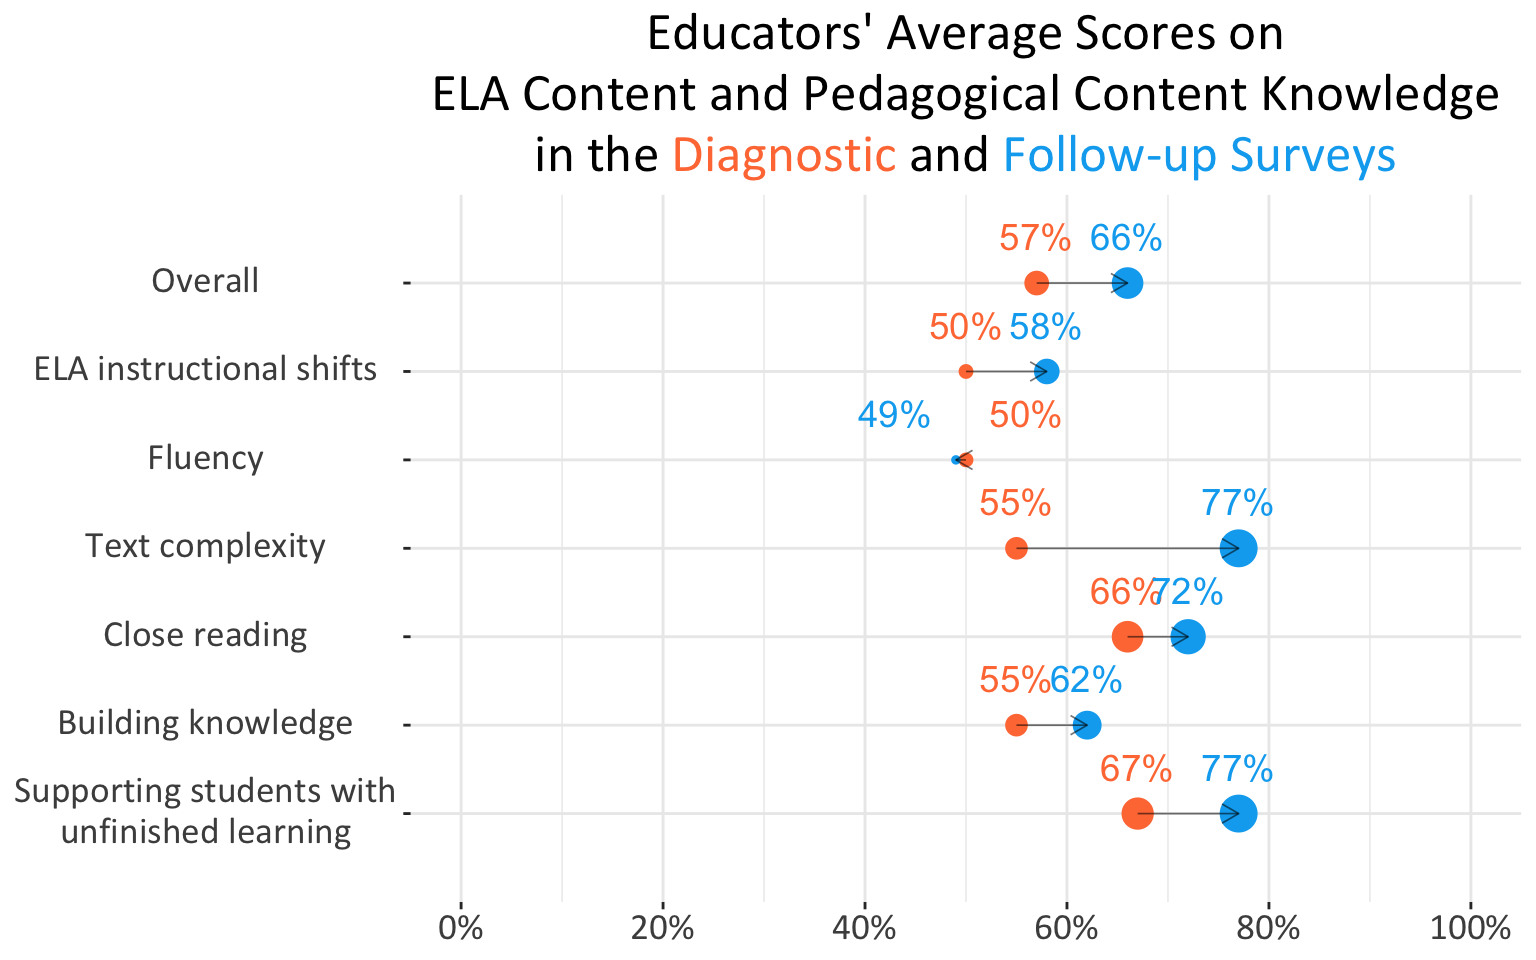 Educators' Average Scores on
ELA Content and Pedagogical Content Knowledge
in the Diagnostic and Follow-up Surveys
57% 66%
Overall
50% 58%
ELA instructional shifts
49% 50%
Fluency
55% 77%
Text complexity
66% 72%
Close reading
55% 62%
Building knowledge
67% 77%
Supporting students with
unfinished learning
0% 20% 40% 60% 80% 100%